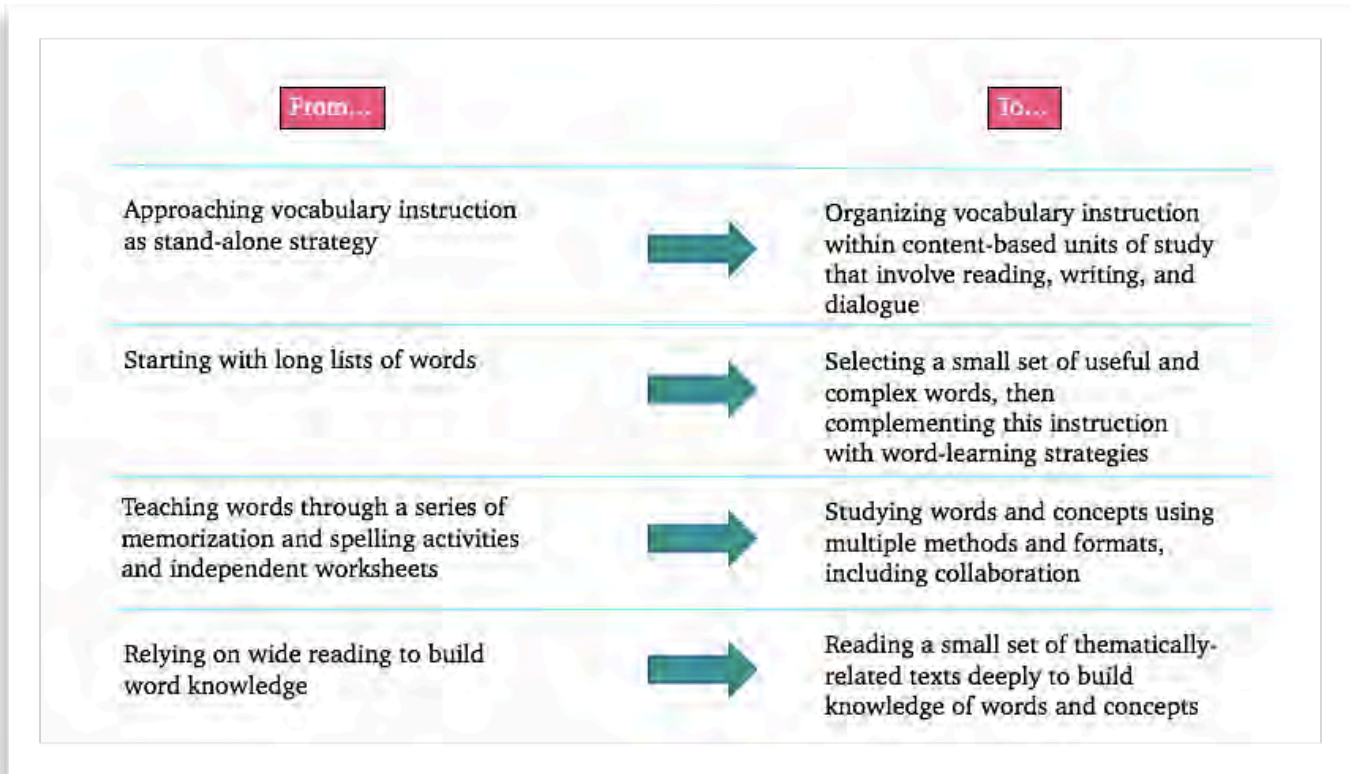 From...
To...
Approaching vocabulary instruction
as stand-alone strategy
Organizing vocabulary instruction
within content-based units of study
that involve reading, writing, and
dialogue
Starting with long lists of words
Selecting a small set of useful and
complex words, then
complementing this instruction
with word-learning strategies
Teaching words through a series of
memorization and spelling activities
and independent worksheets
Studying words and concepts using
multiple methods and formats,
including collaboration
Relying on wide reading to build
word knowledge
Reading a small set of thematically-
related texts deeply to build
knowledge of words and concepts